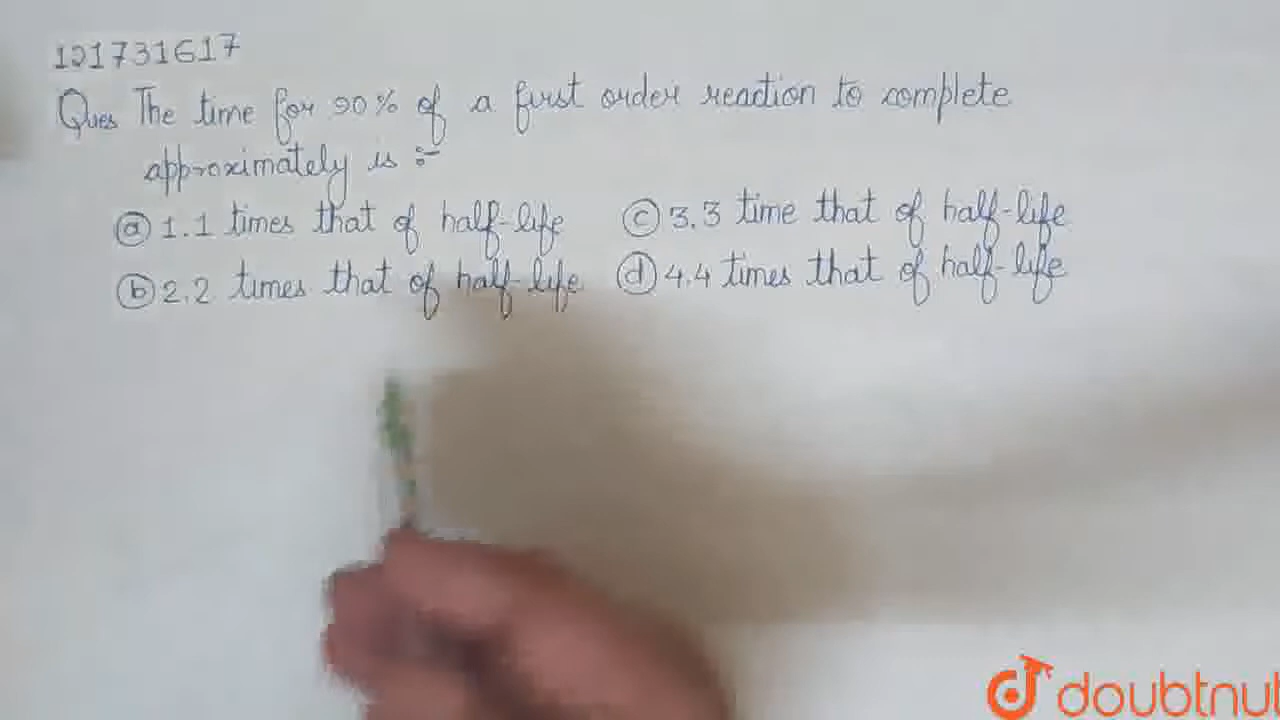 121731617
Ques The time for 90% of a first order reaction to complete
approximately is :-
(a) 1.1 times that of half-life (c) 3.3 time that of half-life
(b) 2.2 times that of half-life (d) 4.4 times that of half-life
doubtnut